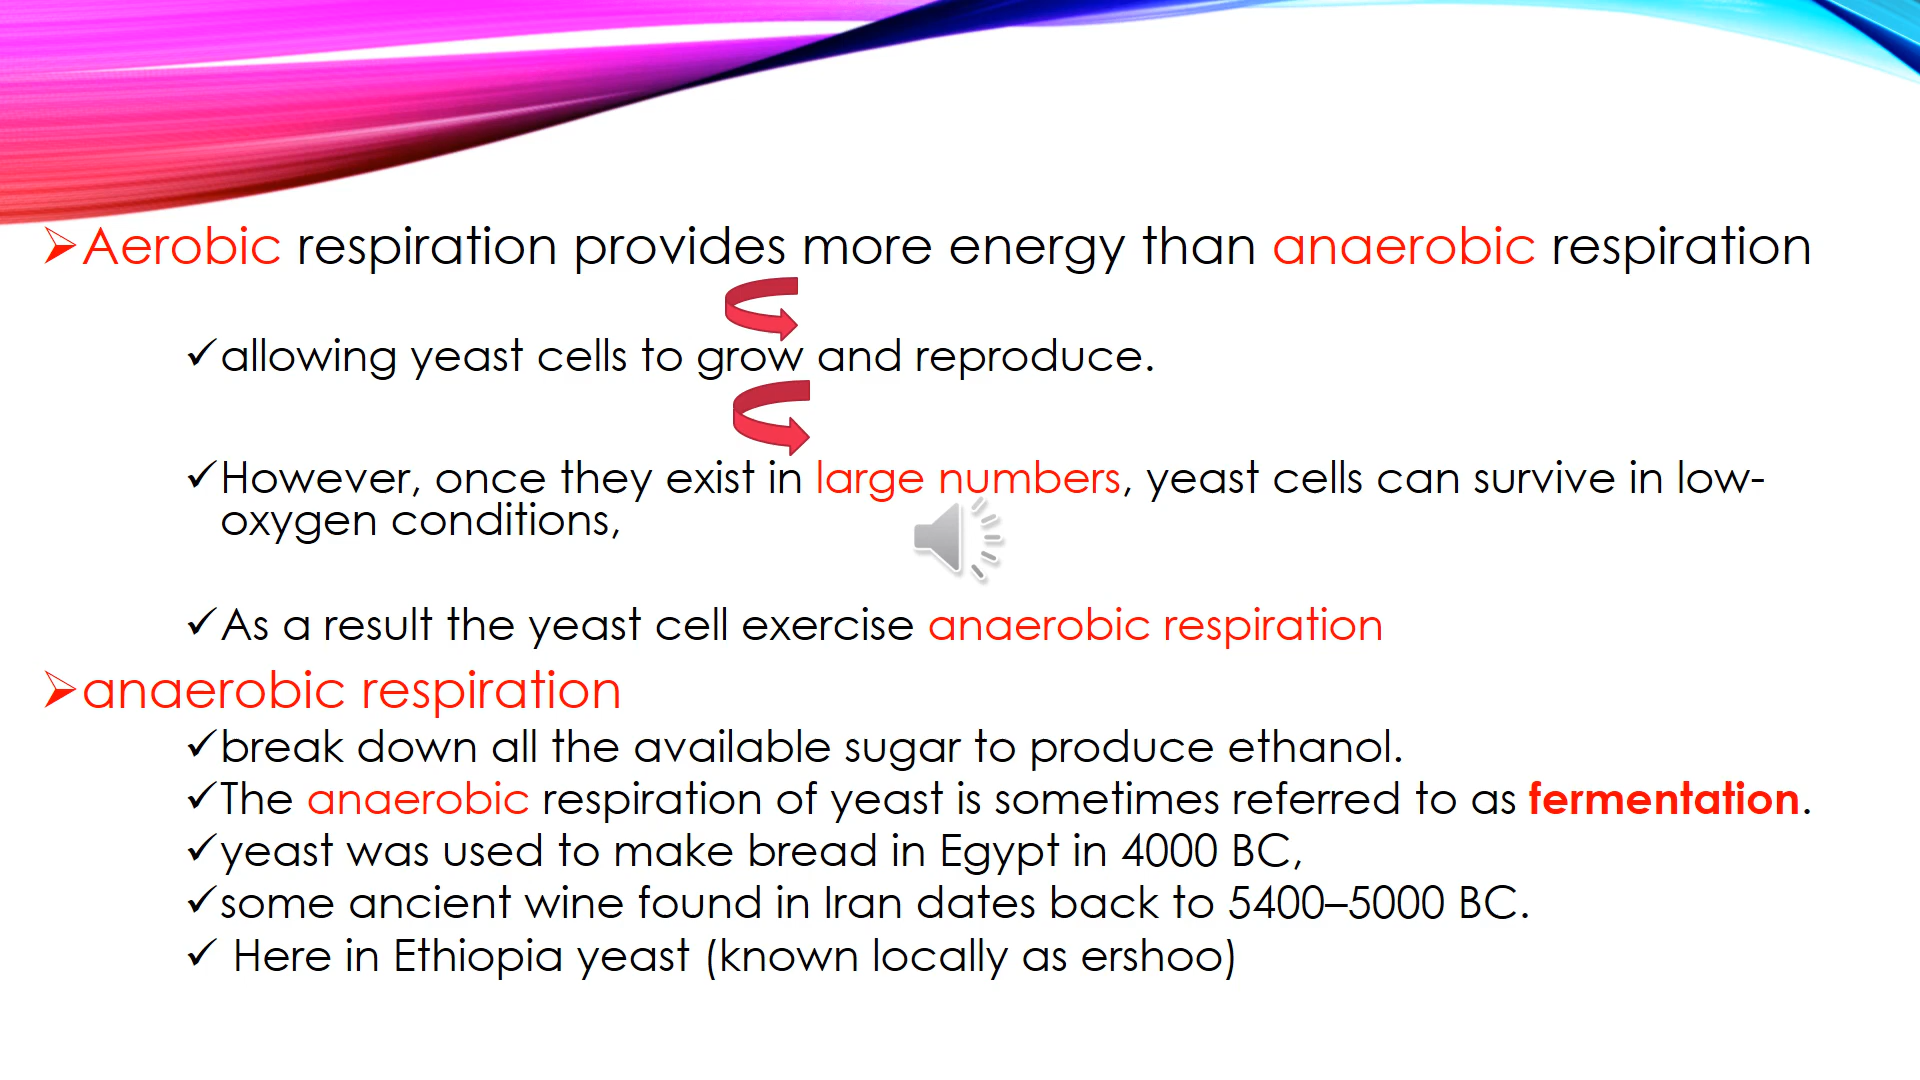 ➢Aerobic respiration provides more energy than anaerobic respiration
✓allowing yeast cells to grow and reproduce.
✓However, once they exist in large numbers, yeast cells can survive in low-
oxygen conditions,
✓As a result the yeast cell exercise anaerobic respiration
➢anaerobic respiration
✓break down all the available sugar to produce ethanol.
✓The anaerobic respiration of yeast is sometimes referred to as fermentation.
✓yeast was used to make bread in Egypt in 4000 BC,
✓some ancient wine found in Iran dates back to 5400–5000 BC.
✓ Here in Ethiopia yeast (known locally as ershoo)